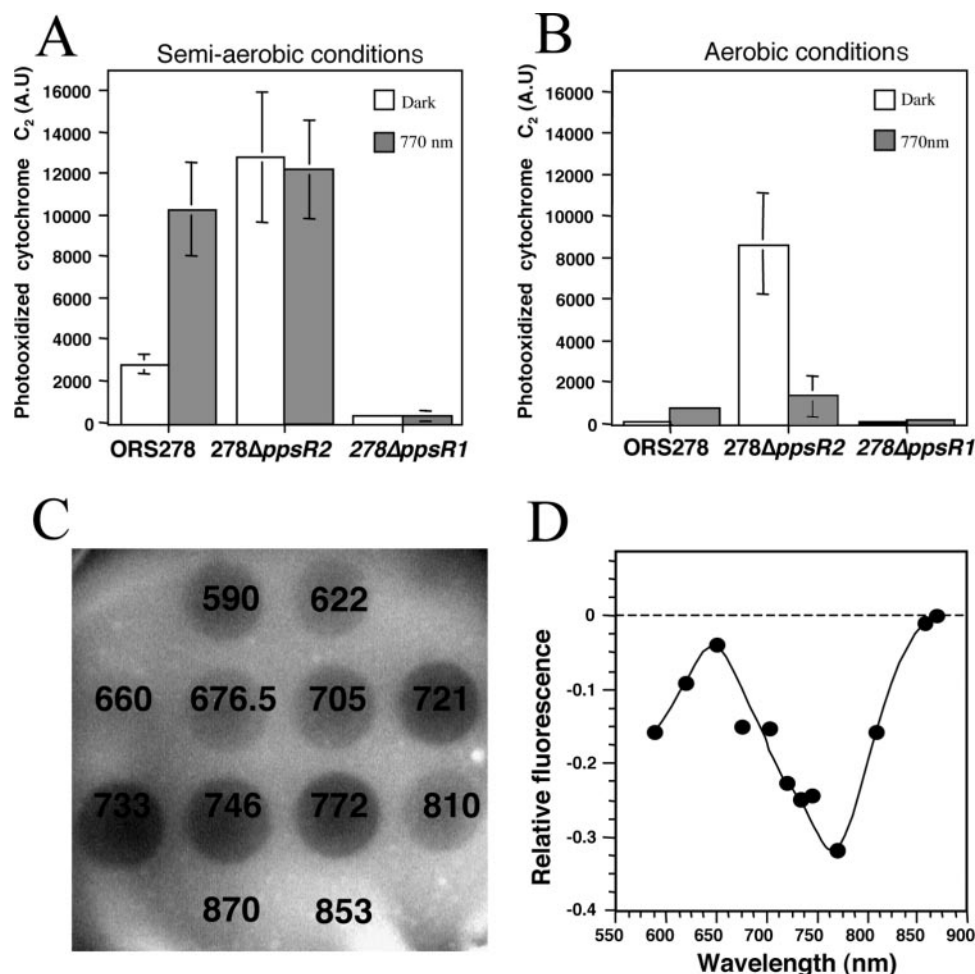 A
Semi-aerobic conditions
Photooxidized cytochrome C₂ (A.U)
16000
14000
12000
10000
8000
6000
4000
2000
0
Dark
770 nm
ORS278 278ΔppsR2 278ΔppsR1
B
Aerobic conditions
Photooxidized cytochrome C₂ (A.U)
16000
14000
12000
10000
8000
6000
4000
2000
0
Dark
770nm
ORS278 278ΔppsR2 278ΔppsR1
C
590 622
660 676.5 705 721
733 746 772 810
870 853
D
Relative fluorescence
0
-0.1
-0.2
-0.3
-0.4
550 600 650 700 750 800 850 900
Wavelength (nm)